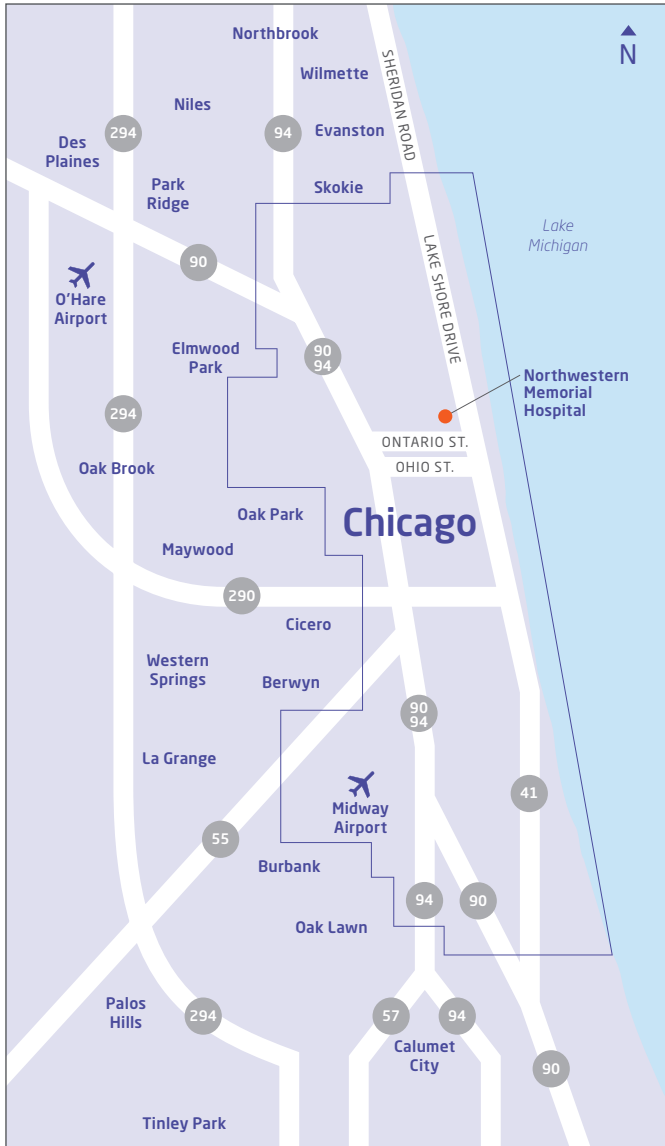 Northbrook
N
Wilmette
SHERIDAN ROAD
Niles
294
94
Evanston
Des
Plaines
Park
Ridge
Skokie
Lake
Michigan
90
LAKE SHORE DRIVE
O'Hare
Airport
Elmwood
Park
90
94
Northwestern
Memorial
Hospital
294
ONTARIO ST.
OHIO ST.
Oak Brook
Oak Park
Chicago
Maywood
290
Cicero
Western
Springs
Berwyn
90
94
La Grange
41
Midway
Airport
55
Burbank
94
90
Oak Lawn
Palos
Hills
294
57
94
Calumet
City
90
Tinley Park